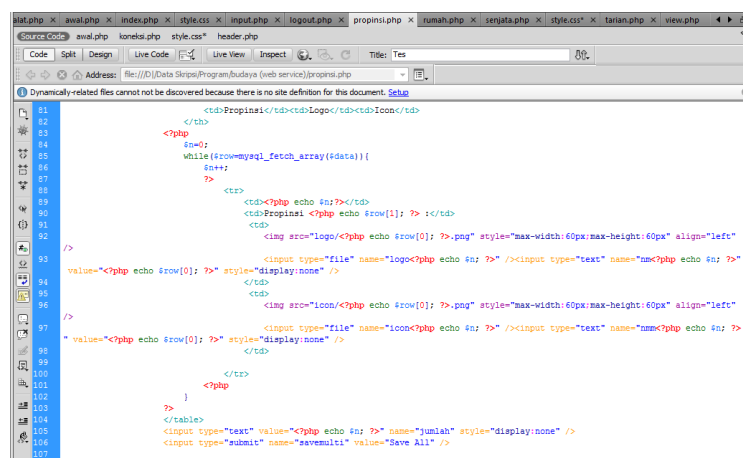 alat.php × awal.php × index.php × style.css × input.php × logout.php × propinsi.php × rumah.php × senjata.php × style.css* × tarian.php × view.php
Source Code awal.php koneksi.php style.css* header.php
Code Split Design Live Code Live View Inspect Title: Tes
Address: file:///D|/Data Skripsi/Program/budaya (web service)/propinsi.php
Dynamically-related files cannot not be discovered because there is no site definition for this document. Setup
81 <td>Propinsi</td><td>Logo</td><td>Icon</td>
82 </th>
83 <?php
84 $n=0;
85 while($row=mysql_fetch_array($data)){
86 $n++;
87 ?>
88 <tr>
89 <td><?php echo $n;?></td>
90 <td>Propinsi <?php echo $row[1]; ?> :</td>
91 <td>
92 <img src="logo/<?php echo $row[0]; ?>.png" style="max-width:60px;max-height:60px" align="left"
/>
93 <input type="file" name="logo<?php echo $n; ?>" /><input type="text" name="nm<?php echo $n; ?>"
value="<?php echo $row[0]; ?>" style="display:none" />
94 </td>
95 <td>
96 <img src="icon/<?php echo $row[0]; ?>.png" style="max-width:60px;max-height:60px" align="left"
/>
97 <input type="file" name="icon<?php echo $n; ?>" /><input type="text" name="nmm<?php echo $n; ?>
" value="<?php echo $row[0]; ?>" style="display:none" />
98 </td>
99
100 </tr>
101 <?php
102 }
103 ?>
104 </table>
105 <input type="text" value="<?php echo $n; ?>" name="jumlah" style="display:none" />
106 <input type="submit" name="savemulti" value="Save All" />
107